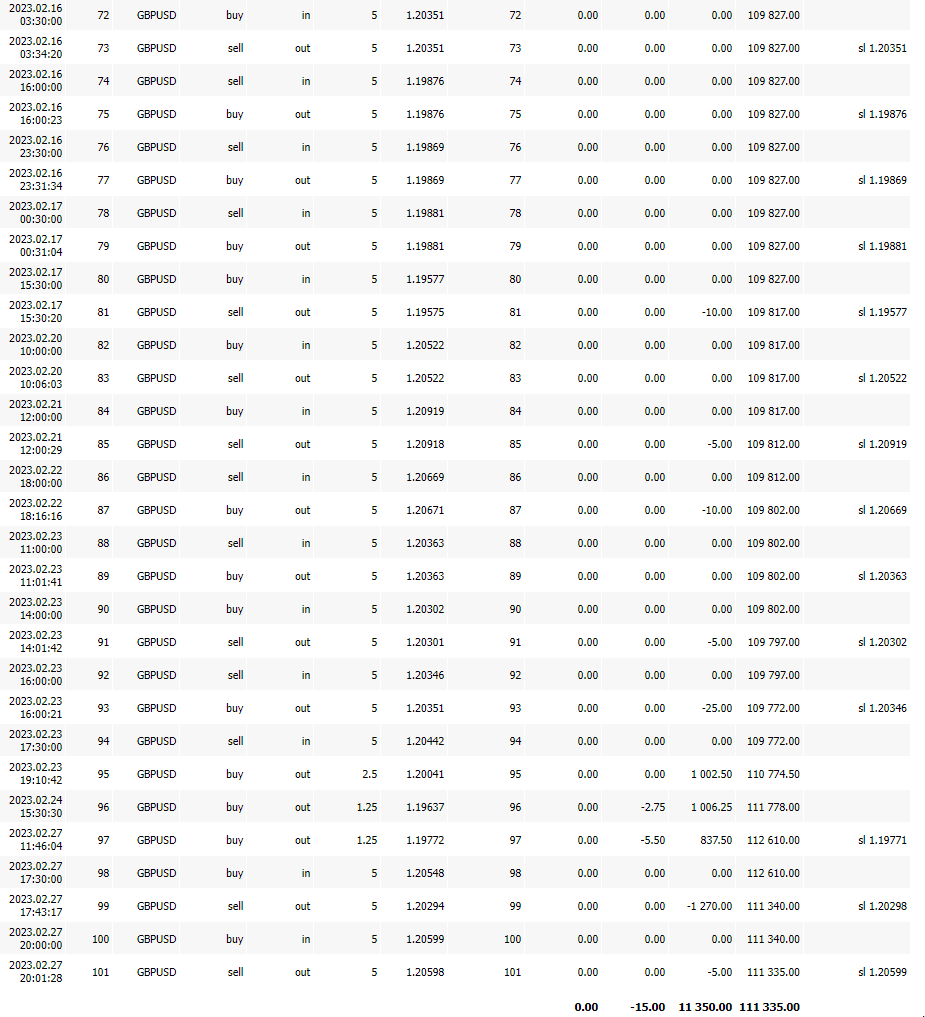 2023.02.16 03:30:00 72 GBPUSD buy in 5 1.20351 72 0.00 0.00 0.00 109 827.00
2023.02.16 03:34:20 73 GBPUSD sell out 5 1.20351 73 0.00 0.00 0.00 109 827.00 sl 1.20351
2023.02.16 16:00:00 74 GBPUSD sell in 5 1.19876 74 0.00 0.00 0.00 109 827.00
2023.02.16 16:00:23 75 GBPUSD buy out 5 1.19876 75 0.00 0.00 0.00 109 827.00 sl 1.19876
2023.02.16 23:30:00 76 GBPUSD sell in 5 1.19869 76 0.00 0.00 0.00 109 827.00
2023.02.16 23:31:34 77 GBPUSD buy out 5 1.19869 77 0.00 0.00 0.00 109 827.00 sl 1.19869
2023.02.17 00:30:00 78 GBPUSD sell in 5 1.19881 78 0.00 0.00 0.00 109 827.00
2023.02.17 00:31:04 79 GBPUSD buy out 5 1.19881 79 0.00 0.00 0.00 109 827.00 sl 1.19881
2023.02.17 15:30:00 80 GBPUSD buy in 5 1.19577 80 0.00 0.00 0.00 109 827.00
2023.02.17 15:30:20 81 GBPUSD sell out 5 1.19575 81 0.00 0.00 -10.00 109 817.00 sl 1.19577
2023.02.20 10:00:00 82 GBPUSD buy in 5 1.20522 82 0.00 0.00 0.00 109 817.00
2023.02.20 10:06:03 83 GBPUSD sell out 5 1.20522 83 0.00 0.00 0.00 109 817.00 sl 1.20522
2023.02.21 12:00:00 84 GBPUSD buy in 5 1.20919 84 0.00 0.00 0.00 109 817.00
2023.02.21 12:00:29 85 GBPUSD sell out 5 1.20918 85 0.00 0.00 -5.00 109 812.00 sl 1.20919
2023.02.22 18:00:00 86 GBPUSD sell in 5 1.20669 86 0.00 0.00 0.00 109 812.00
2023.02.22 18:16:16 87 GBPUSD buy out 5 1.20671 87 0.00 0.00 -10.00 109 802.00 sl 1.20669
2023.02.23 11:00:00 88 GBPUSD sell in 5 1.20363 88 0.00 0.00 0.00 109 802.00
2023.02.23 11:01:41 89 GBPUSD buy out 5 1.20363 89 0.00 0.00 0.00 109 802.00 sl 1.20363
2023.02.23 14:00:00 90 GBPUSD buy in 5 1.20302 90 0.00 0.00 0.00 109 802.00
2023.02.23 14:01:42 91 GBPUSD sell out 5 1.20301 91 0.00 0.00 -5.00 109 797.00 sl 1.20302
2023.02.23 16:00:00 92 GBPUSD sell in 5 1.20346 92 0.00 0.00 0.00 109 797.00
2023.02.23 16:00:21 93 GBPUSD buy out 5 1.20351 93 0.00 0.00 -25.00 109 772.00 sl 1.20346
2023.02.23 17:30:00 94 GBPUSD sell in 5 1.20442 94 0.00 0.00 0.00 109 772.00
2023.02.23 19:10:42 95 GBPUSD buy out 2.5 1.20041 95 0.00 0.00 1 002.50 110 774.50
2023.02.24 15:30:30 96 GBPUSD buy out 1.25 1.19637 96 0.00 -2.75 1 006.25 111 778.00
2023.02.27 11:46:04 97 GBPUSD buy out 1.25 1.19772 97 0.00 -5.50 837.50 112 610.00 sl 1.19771
2023.02.27 17:30:00 98 GBPUSD buy in 5 1.20548 98 0.00 0.00 0.00 112 610.00
2023.02.27 17:43:17 99 GBPUSD sell out 5 1.20294 99 0.00 0.00 -1 270.00 111 340.00 sl 1.20298
2023.02.27 20:00:00 100 GBPUSD buy in 5 1.20599 100 0.00 0.00 0.00 111 340.00
2023.02.27 20:01:28 101 GBPUSD sell out 5 1.20598 101 0.00 0.00 -5.00 111 335.00 sl 1.20599
0.00 -15.00 11 350.00 111 335.00